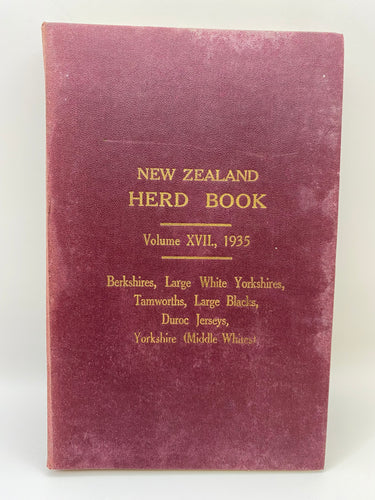 NEW ZEALAND
HERD BOOK
Volume XVII., 1935
Berkshires, Large White Yorkshires,
Tamworths, Large Blacks,
Duroc Jerseys,
Yorkshire (Middle Whites)